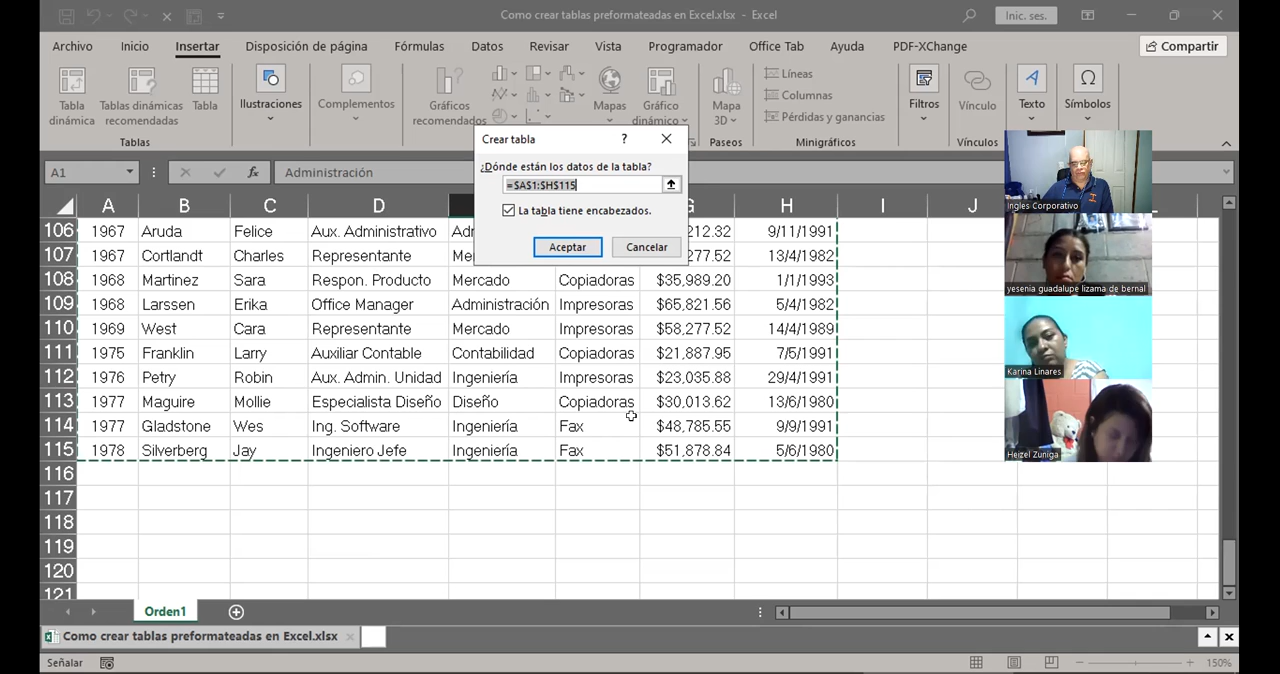 Como crear tablas preformateadas en Excel.xlsx - Excel
Inic. ses.
Archivo Inicio Insertar Disposición de página Fórmulas Datos Revisar Vista Programador Office Tab Ayuda PDF-XChange Compartir
Tabla dinámica
Tablas dinámicas recomendadas
Tabla
Ilustraciones
Complementos
Gráficos recomendados
Mapas
Gráfico dinámico
Mapa 3D
Líneas
Columnas
Pérdidas y ganancias
Filtros
Vínculo
Texto
Símbolos
Tablas Paseos Minigráficos Vínculos
Crear tabla ?
¿Dónde están los datos de la tabla?
=$A$1:$H$115
La tabla tiene encabezados.
Aceptar Cancelar
A1 fx Administración
A B C D G H I J
106 1967 Aruda Felice Aux. Administrativo 212.32 9/11/1991
107 1967 Cortlandt Charles Representante 277.52 13/4/1982
108 1968 Martinez Sara Respon. Producto Mercado Copiadoras $35,989.20 1/1/1993
109 1968 Larssen Erika Office Manager Administración Impresoras $65,821.56 5/4/1982
110 1969 West Cara Representante Mercado Impresoras $58,277.52 14/4/1989
111 1975 Franklin Larry Auxiliar Contable Contabilidad Copiadoras $21,887.95 7/5/1991
112 1976 Petry Robin Aux. Admin. Unidad Ingeniería Impresoras $23,035.88 29/4/1991
113 1977 Maguire Mollie Especialista Diseño Diseño Copiadoras $30,013.62 13/6/1980
114 1977 Gladstone Wes Ing. Software Ingeniería Fax $48,785.55 9/9/1991
115 1978 Silverberg Jay Ingeniero Jefe Ingeniería Fax $51,878.84 5/6/1980
116
117
118
119
120
121
Ingles Corporativo
yesenia guadalupe lizama de bernal
Karina Linares
Heizel Zuniga
Orden1
Como crear tablas preformateadas en Excel.xlsx
Señalar 150%